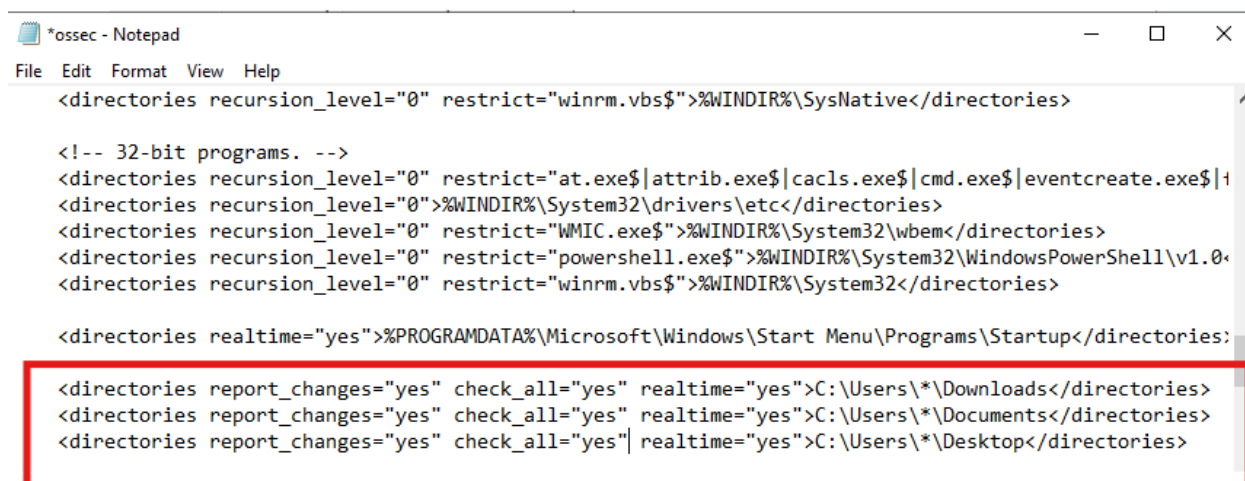 *ossec - Notepad
File Edit Format View Help
<directories recursion_level="0" restrict="winrm.vbs$">%WINDIR%\SysNative</directories>
<!-- 32-bit programs. -->
<directories recursion_level="0" restrict="at.exe$|attrib.exe$|cacls.exe$|cmd.exe$|eventcreate.exe$|
<directories recursion_level="0">%WINDIR%\System32\drivers\etc</directories>
<directories recursion_level="0" restrict="WMIC.exe$">%WINDIR%\System32\wbem</directories>
<directories recursion_level="0" restrict="powershell.exe$">%WINDIR%\System32\WindowsPowerShell\v1.0<
<directories recursion_level="0" restrict="winrm.vbs$">%WINDIR%\System32</directories>
<directories realtime="yes">%PROGRAMDATA%\Microsoft\Windows\Start Menu\Programs\Startup</directories>
<directories report_changes="yes" check_all="yes" realtime="yes">C:\Users\*\Downloads</directories>
<directories report_changes="yes" check_all="yes" realtime="yes">C:\Users\*\Documents</directories>
<directories report_changes="yes" check_all="yes" realtime="yes">C:\Users\*\Desktop</directories>